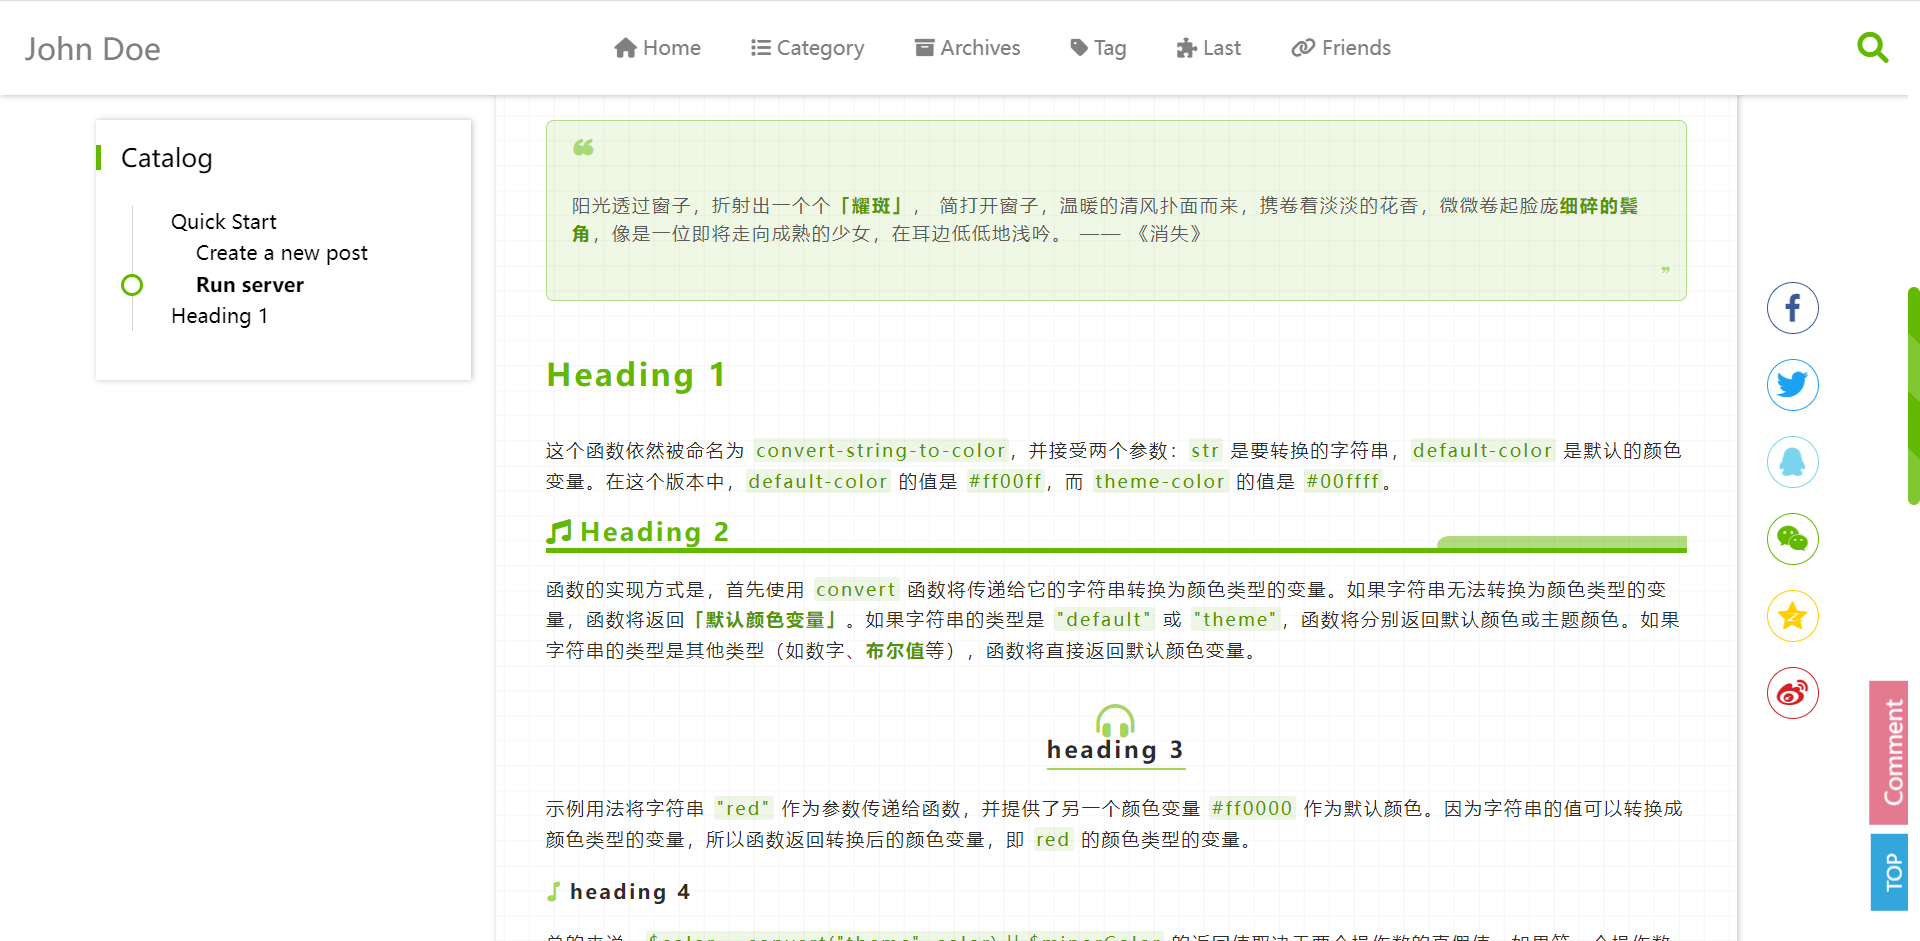 John Doe
Home
Category
Archives
Tag
Last
Friends
Catalog
Quick Start
Create a new post
Run server
Heading 1
阳光透过窗子，折射出一个个「耀斑」， 简打开窗子，温暖的清风扑面而来，携卷着淡淡的花香，微微卷起脸庞细碎的鬓
角，像是一位即将走向成熟的少女，在耳边低低地浅吟。 —— 《消失》
Heading 1
这个函数依然被命名为 convert-string-to-color，并接受两个参数：str 是要转换的字符串，default-color 是默认的颜色
变量。在这个版本中，default-color 的值是 #ff00ff，而 theme-color 的值是 #00ffff。
Heading 2
函数的实现方式是，首先使用 convert 函数将传递给它的字符串转换为颜色类型的变量。如果字符串无法转换为颜色类型的变
量，函数将返回「默认颜色变量」。如果字符串的类型是 "default" 或 "theme"，函数将分别返回默认颜色或主题颜色。如果
字符串的类型是其他类型（如数字、布尔值等），函数将直接返回默认颜色变量。
heading 3
示例用法将字符串 "red" 作为参数传递给函数，并提供了另一个颜色变量 #ff0000 作为默认颜色。因为字符串的值可以转换成
颜色类型的变量，所以函数返回转换后的颜色变量，即 red 的颜色类型的变量。
heading 4
Comment
TOP